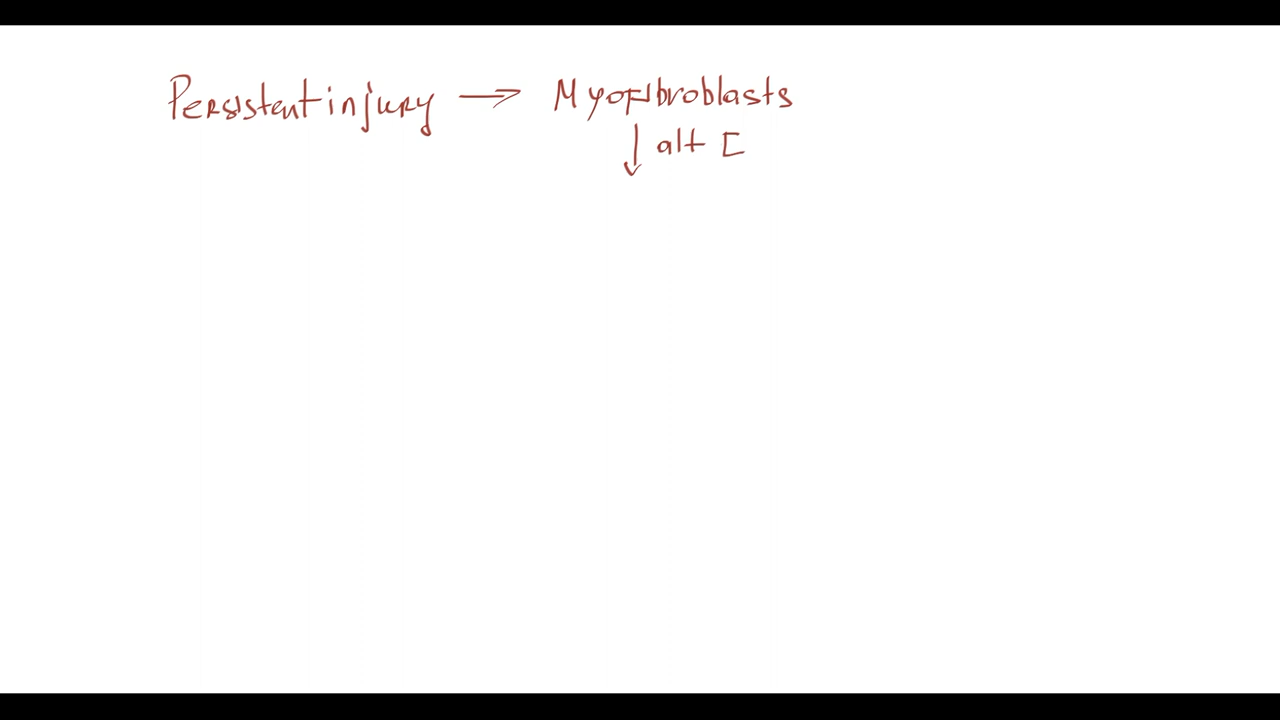 Persistent injury → Myofibroblasts
↓ alt [